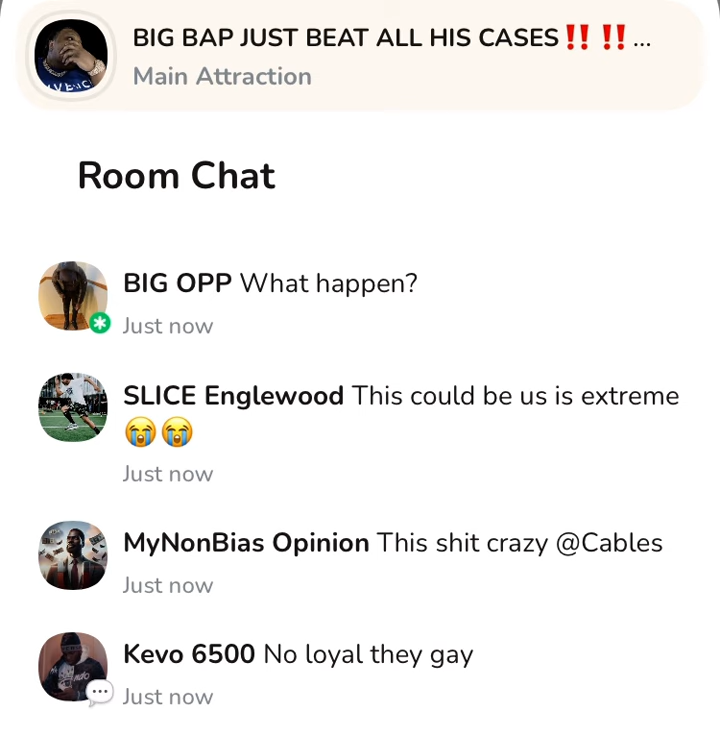 BIG BAP JUST BEAT ALL HIS CASES‼️ ‼️...
Main Attraction
Room Chat
BIG OPP What happen?
Just now
SLICE Englewood This could be us is extreme
😭😭
Just now
MyNonBias Opinion This shit crazy @Cables
Just now
Kevo 6500 No loyal they gay
Just now